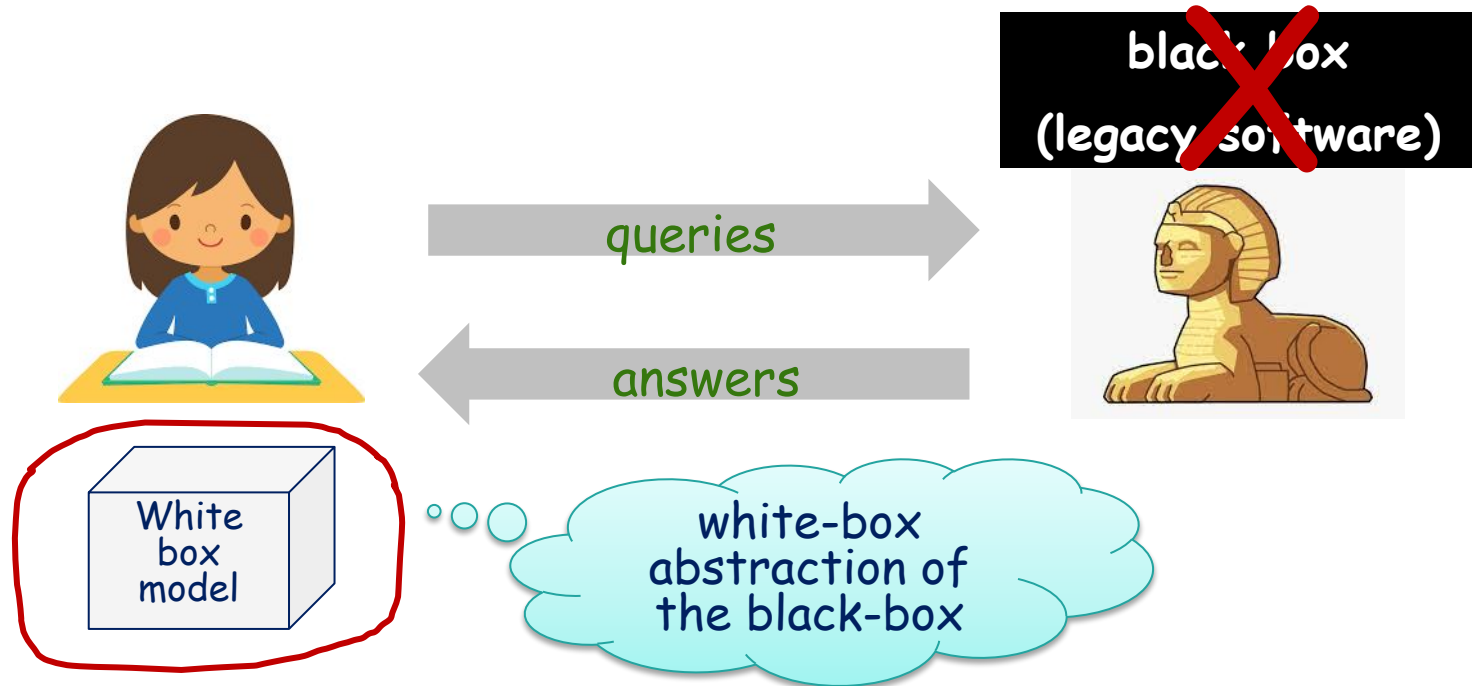 black box
(legacy software)
queries
answers
White
box
model
white-box
abstraction of
the black-box